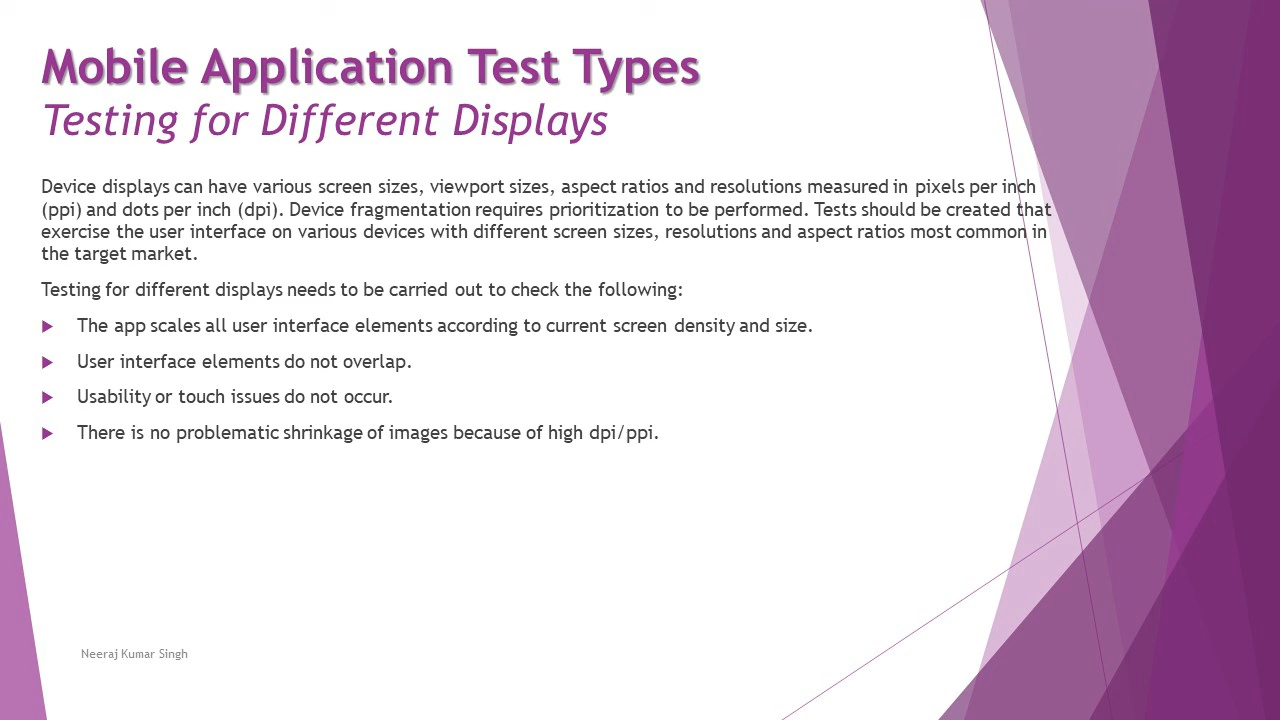 Mobile Application Test Types
Testing for Different Displays
Device displays can have various screen sizes, viewport sizes, aspect ratios and resolutions measured in pixels per inch
(ppi) and dots per inch (dpi). Device fragmentation requires prioritization to be performed. Tests should be created that
exercise the user interface on various devices with different screen sizes, resolutions and aspect ratios most common in
the target market.
Testing for different displays needs to be carried out to check the following:
The app scales all user interface elements according to current screen density and size.
User interface elements do not overlap.
Usability or touch issues do not occur.
There is no problematic shrinkage of images because of high dpi/ppi.
Neeraj Kumar Singh